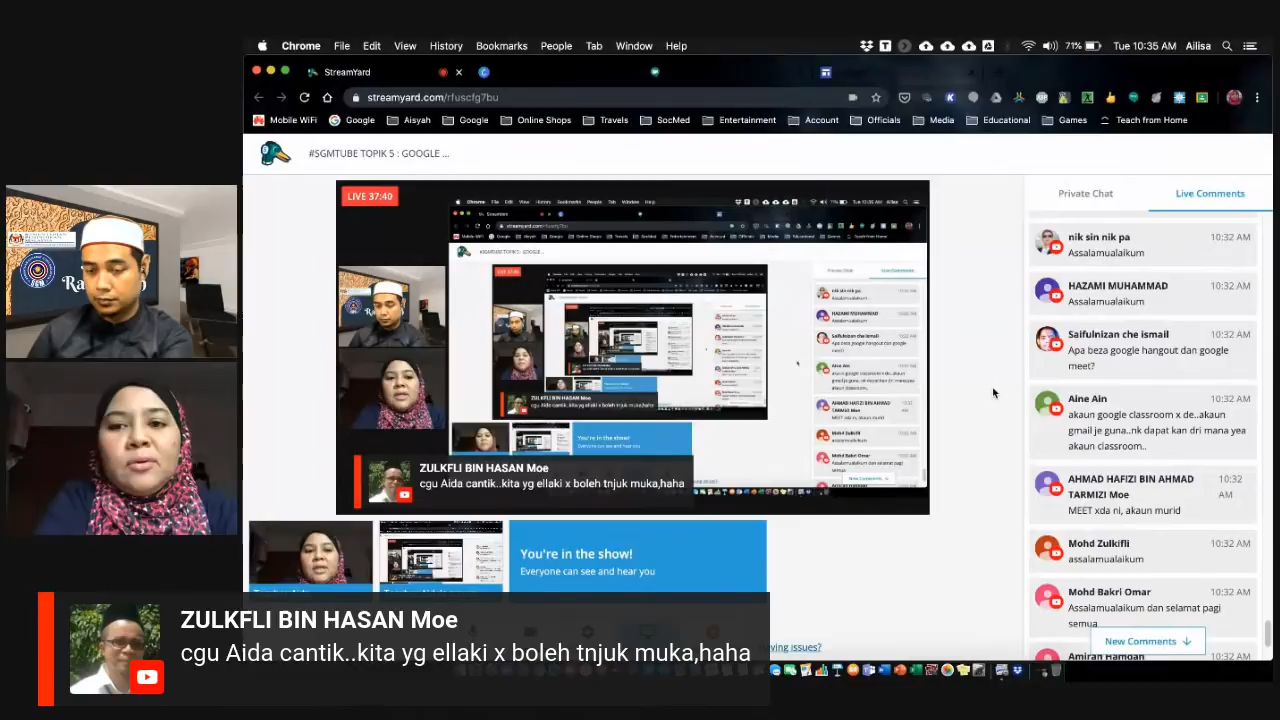 Chrome File Edit View History Bookmarks People Tab Window Help
71% Tue 10:35 AM Ailisa
StreamYard
streamyard.com/rfuscfg7bu
Mobile WiFi Google Aisyah Google Online Shops Travels SocMed Entertainment Account Officials Media Educational Games Teach from Home
#SGMTUBE TOPIK 5 : GOOGLE ...
LIVE 37:40
Private Chat
Live Comments
nik sin nik pa 10:32 AM
Assalamualkum
HAZAMI MUHAMMAD 10:32 AM
Assalamualaikum
Saifulnizan che ismail 10:32 AM
Apa beza google hangout dan google
meet?
Aine Ain 10:32 AM
akaun google classroom x de..akaun
gmail je guna..nk dapatkan dri mana yea
akaun classroom..
AHMAD HAFIZI BIN AHMAD 10:32
TARMIZI Moe AM
MEET xda ni, akaun murid
Mohd Zulkifli 10:32 AM
assalamualaikum
Mohd Bakri Omar 10:32 AM
Assalamualaikum dan selamat pagi
semua
New Comments
Amiran Hamdan 10:32 AM
ZULKFLI BIN HASAN Moe
cgu Aida cantik..kita yg ellaki x boleh tnjuk muka,haha
You're in the show!
Everyone can see and hear you
issues?
ZULKFLI BIN HASAN Moe
cgu Aida cantik..kita yg ellaki x boleh tnjuk muka,haha